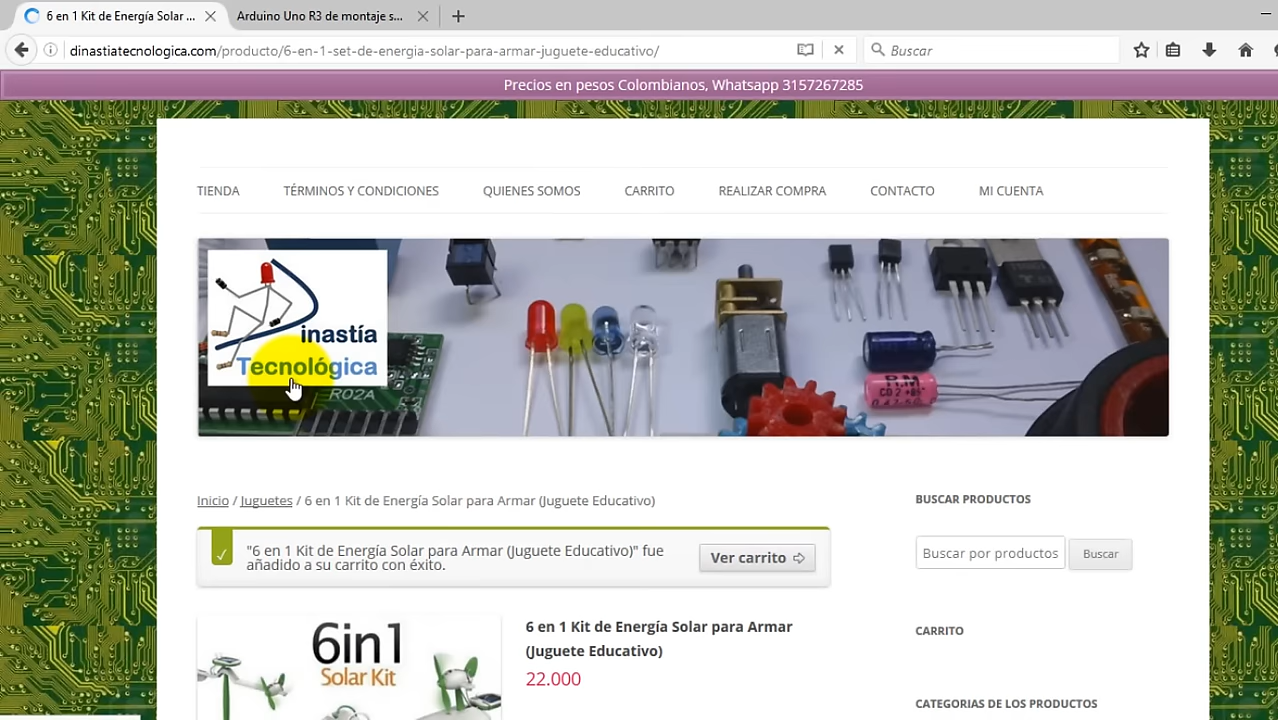 6 en 1 Kit de Energía Solar ...
Arduino Uno R3 de montaje s...
dinastiatecnologica.com/producto/6-en-1-set-de-energia-solar-para-armar-juguete-educativo/
Buscar
Precios en pesos Colombianos, Whatsapp 3157267285
TIENDA
TÉRMINOS Y CONDICIONES
QUIENES SOMOS
CARRITO
REALIZAR COMPRA
CONTACTO
MI CUENTA
inastía
Tecnológica
R02A
Inicio / Juguetes / 6 en 1 Kit de Energía Solar para Armar (Juguete Educativo)
"6 en 1 Kit de Energía Solar para Armar (Juguete Educativo)" fue
añadido a su carrito con éxito.
Ver carrito
6in1
Solar Kit
6 en 1 Kit de Energía Solar para Armar
(Juguete Educativo)
22.000
BUSCAR PRODUCTOS
Buscar por productos
Buscar
CARRITO
CATEGORIAS DE LOS PRODUCTOS